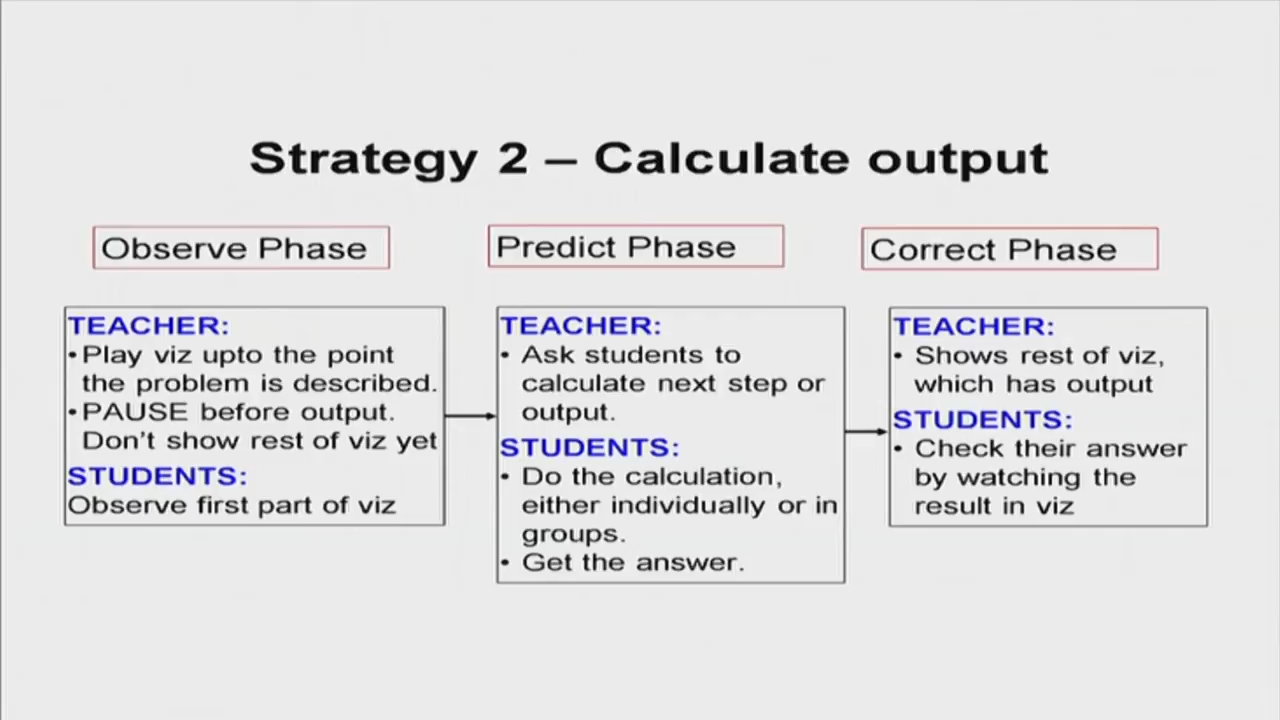 Strategy 2 – Calculate output
Observe Phase
TEACHER:
• Play viz upto the point
the problem is described.
• PAUSE before output.
Don't show rest of viz yet
STUDENTS:
Observe first part of viz
Predict Phase
TEACHER:
• Ask students to
calculate next step or
output.
STUDENTS:
• Do the calculation,
either individually or in
groups.
• Get the answer.
Correct Phase
TEACHER:
• Shows rest of viz,
which has output
STUDENTS:
• Check their answer
by watching the
result in viz